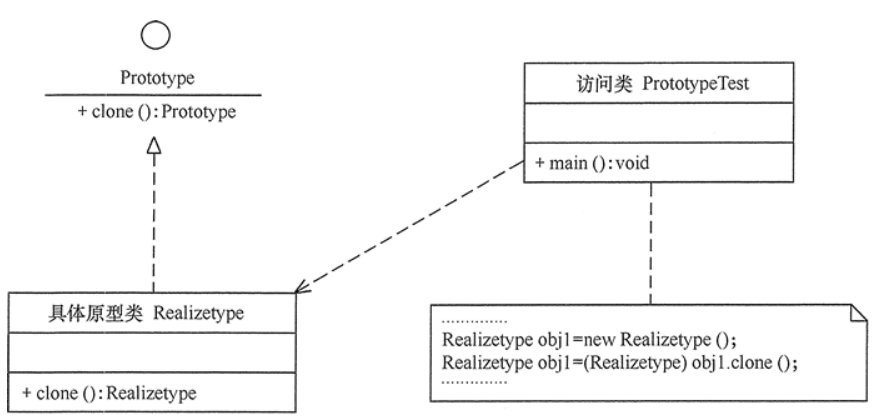 Prototype
+ clone ():Prototype
访问类 PrototypeTest
+ main ():void
具体原型类 Realizetype
+ clone ():Realizetype
..............
Realizetype obj1=new Realizetype ();
Realizetype obj1=(Realizetype) obj1.clone ();
..............